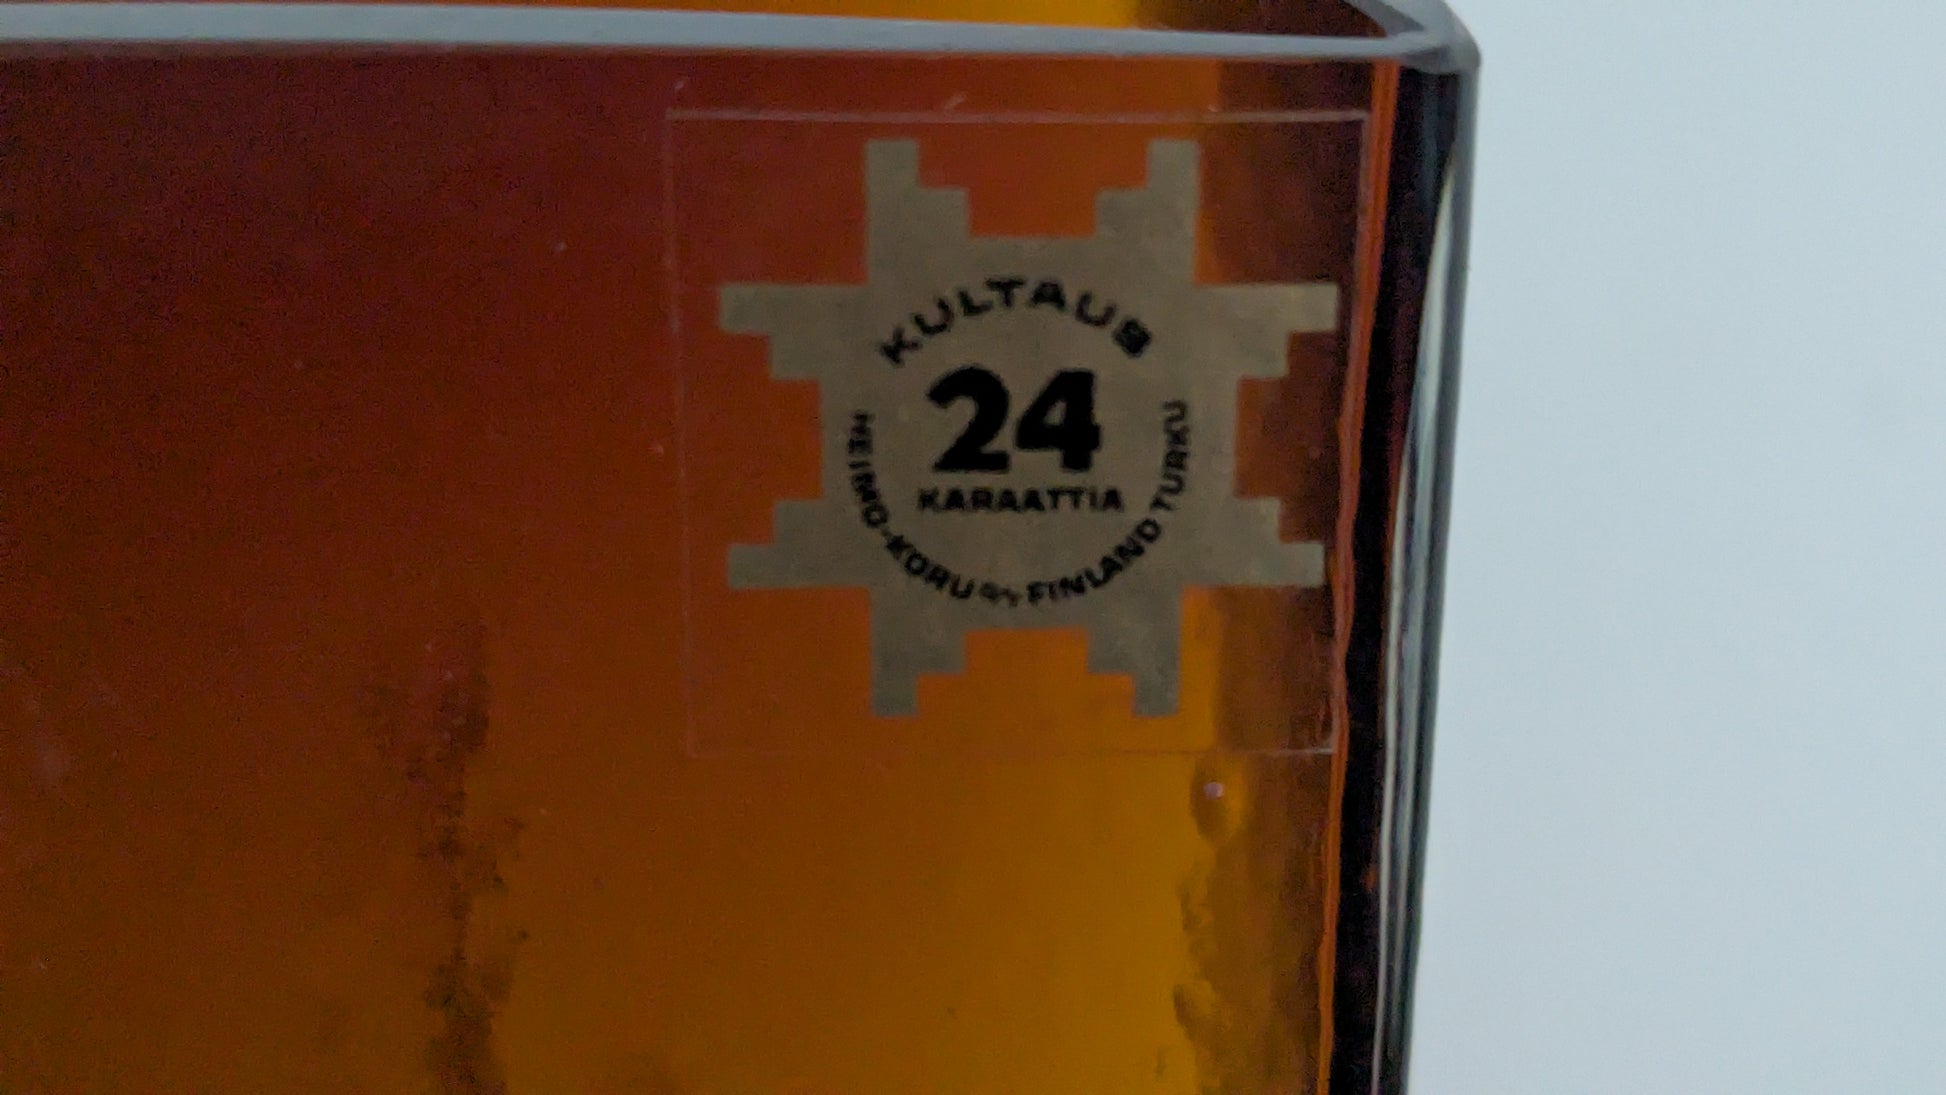 KULTAUS
24
KARAATTIA
HEIMO-KORU OY FINLAND TURKU